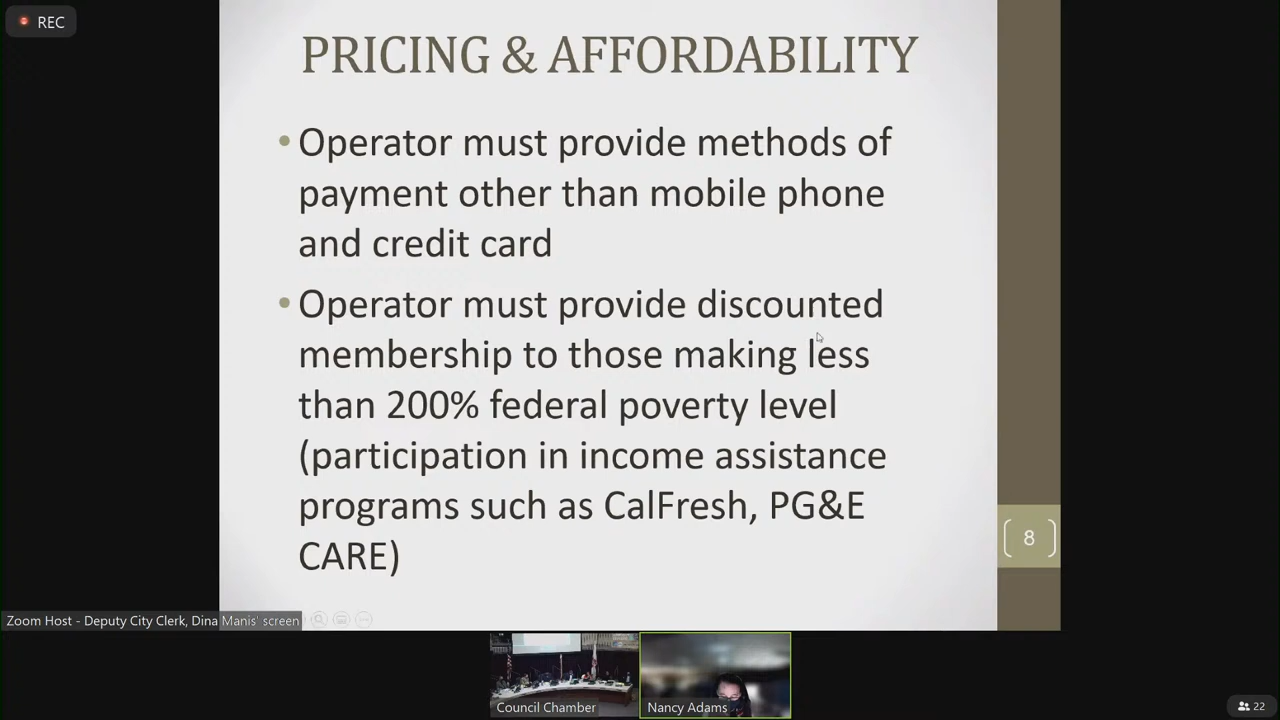 REC
PRICING & AFFORDABILITY
• Operator must provide methods of
payment other than mobile phone
and credit card
• Operator must provide discounted
membership to those making less
than 200% federal poverty level
(participation in income assistance
programs such as CalFresh, PG&E
CARE)
8
Zoom Host - Deputy City Clerk, Dina Manis' screen
Council Chamber
Nancy Adams
22